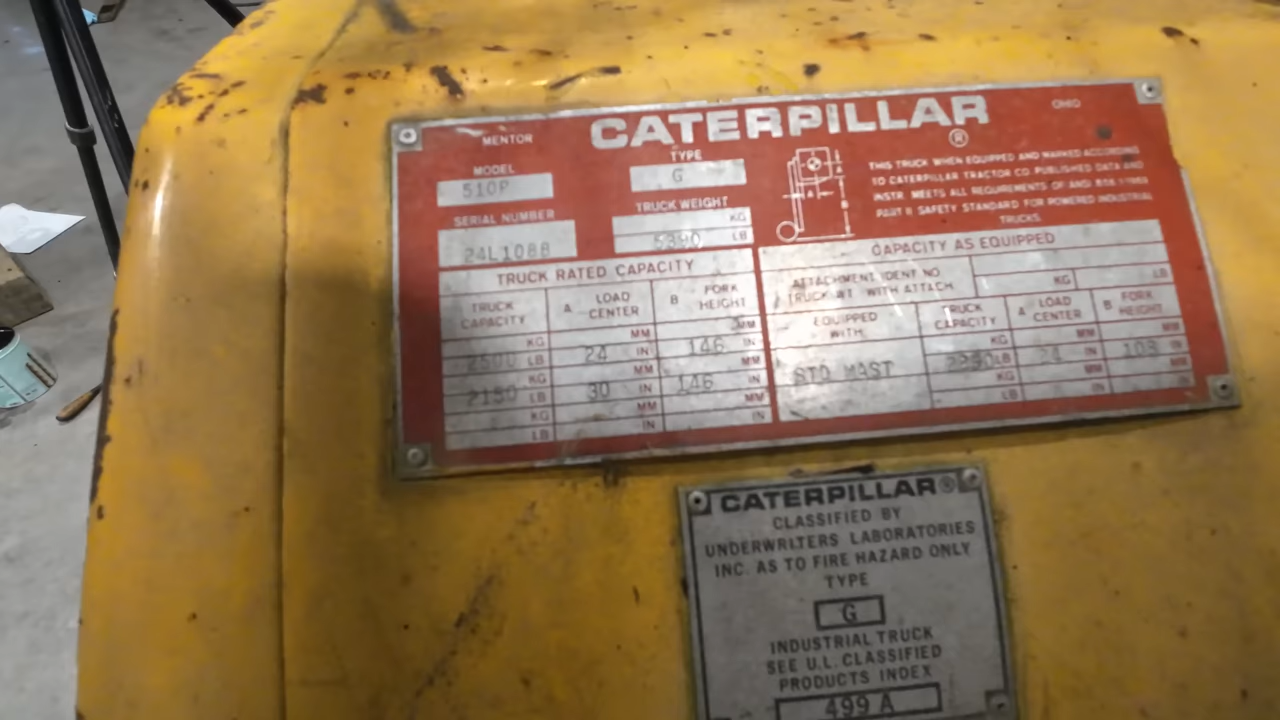 MENTOR
CATERPILLAR
®
OHIO
MODEL
510P
TYPE
G
SERIAL NUMBER
24L1088
TRUCK WEIGHT
KG
LB
THIS TRUCK WHEN EQUIPPED AND MARKED ACCORDING
TO CATERPILLAR TRACTOR CO PUBLISHED DATA AND
INSTR. MEETS ALL REQUIREMENTS OF ANSI
PART II SAFETY STANDARD FOR POWERED INDUSTRIAL
TRUCKS.
A
A
B
TRUCK RATED CAPACITY
TRUCK CAPACITY
A LOAD CENTER
B FORK HEIGHT
KG MM MM
2500 LB 24 IN 146 IN
KG MM MM
2150 LB 30 IN 146 IN
KG MM MM
LB IN IN
CAPACITY AS EQUIPPED
ATTACHMENT IDENT NO
TRUCK WT. WITH ATTACH.
KG LB
EQUIPPED WITH:
TRUCK CAPACITY
A LOAD CENTER
B FORK HEIGHT
STD MAST
KG MM MM
LB 24 IN 108 IN
KG MM MM
LB IN IN
CATERPILLAR®
CLASSIFIED BY
UNDERWRITERS LABORATORIES
INC. AS TO FIRE HAZARD ONLY
TYPE
G
INDUSTRIAL TRUCK
SEE U.L. CLASSIFIED
PRODUCTS INDEX
499 A